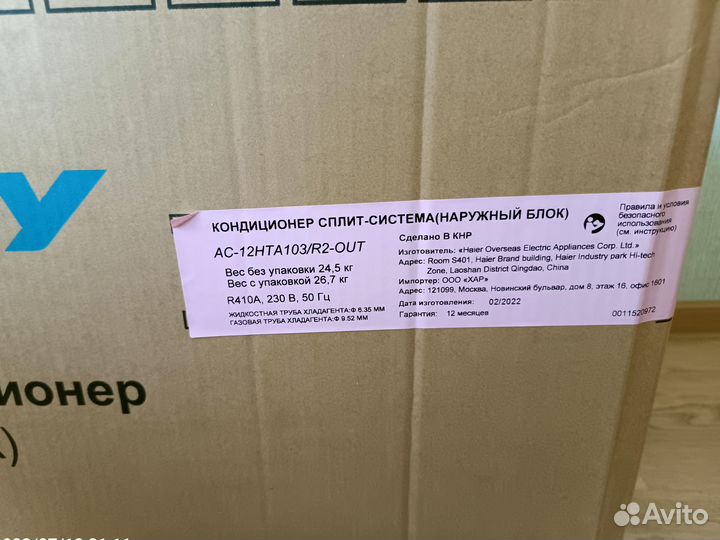 КОНДИЦИОНЕР СПЛИТ-СИСТЕМА(НАРУЖНЫЙ БЛОК)
AC-12HTA103/R2-OUT
Вес без упаковки 24,5 кг
Вес с упаковкой 26,7 кг
R410A, 230 В, 50 Гц
ЖИДКОСТНАЯ ТРУБА ХЛАДАГЕНТА:Ф 6.35 ММ
ГАЗОВАЯ ТРУБА ХЛАДАГЕНТА:Ф 9.52 ММ
Сделано В КНР
Изготовитель: ООО «Haier Overseas Electric Appliances Corp. Ltd.»
Адрес: Room S401, Haier Brand building, Haier Industry park Hi-tech
Zone, Laoshan District Qingdao, China
Импортер: ООО «ХАР»
Адрес: 121099, Москва, Новинский бульвар, дом 8, этаж 16, офис 1601
Дата изготовления: 02/2022
Гарантия: 12 месяцев
0011520972
Правила и условия
безопасного
использования
(см. инструкцию)
y
ионер
)
Avito